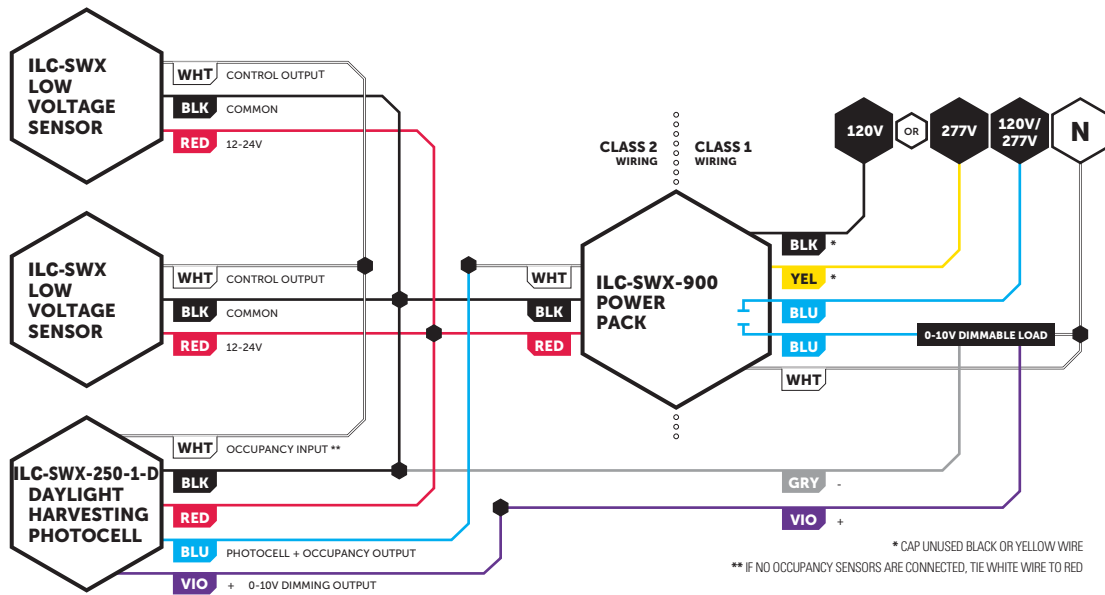 ILC-SWX
LOW
VOLTAGE
SENSOR
WHT CONTROL OUTPUT
BLK COMMON
RED 12-24V
ILC-SWX
LOW
VOLTAGE
SENSOR
WHT CONTROL OUTPUT
BLK COMMON
RED 12-24V
ILC-SWX-250-1-D
DAYLIGHT
HARVESTING
PHOTOCELL
WHT OCCUPANCY INPUT **
BLK
RED
BLU PHOTOCELL + OCCUPANCY OUTPUT
VIO + 0-10V DIMMING OUTPUT
CLASS 2
WIRING
CLASS 1
WIRING
WHT
BLK
RED
ILC-SWX-900
POWER
PACK
120V
OR
277V
120V/
277V
N
BLK *
YEL *
BLU
BLU
0-10V DIMMABLE LOAD
WHT
GRY -
VIO +
* CAP UNUSED BLACK OR YELLOW WIRE
** IF NO OCCUPANCY SENSORS ARE CONNECTED, TIE WHITE WIRE TO RED